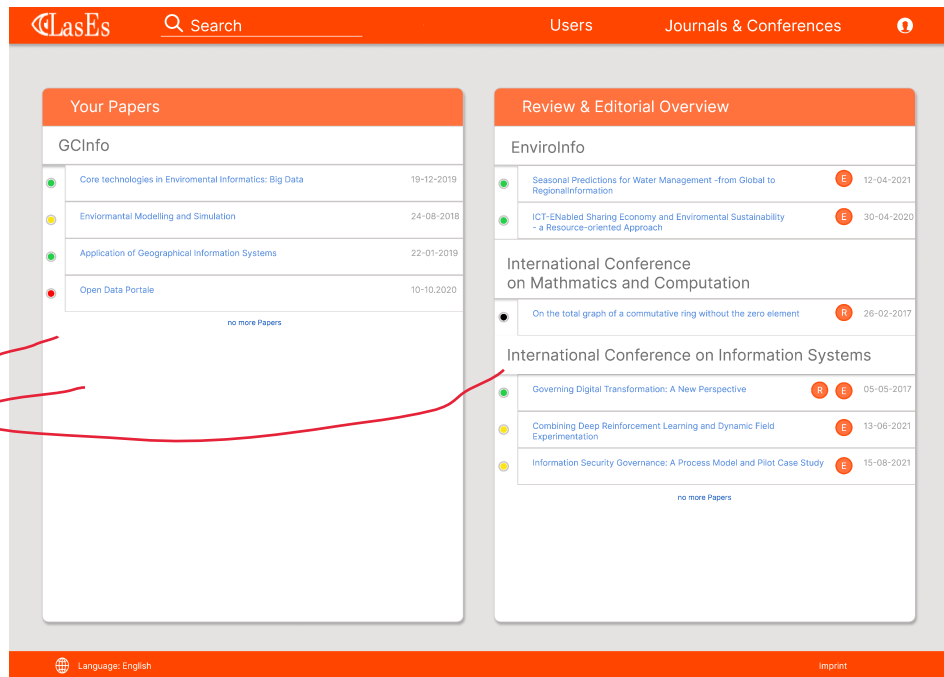 LasEs Search Users Journals & Conferences
Your Papers
GCInfo
Core technologies in Enviromental Informatics: Big Data 19-12-2019
Enviormantal Modelling and Simulation 24-08-2018
Application of Geographical Information Systems 22-01-2019
Open Data Portale 10-10.2020
no more Papers
Review & Editorial Overview
EnviroInfo
Seasonal Predictions for Water Management -from Global to E 12-04-2021
RegionalInformation
ICT-ENabled Sharing Economy and Enviromental Sustainability E 30-04-2020
- a Resource-oriented Approach
International Conference
on Mathmatics and Computation
On the total graph of a commutative ring without the zero element R 26-02-2017
International Conference on Information Systems
Governing Digital Transformation: A New Perspective R E 05-05-2017
Combining Deep Reinforcement Learning and Dynamic Field E 13-06-2021
Experimentation
Information Security Governance: A Process Model and Pilot Case Study E 15-08-2021
no more Papers
Language: English Imprint